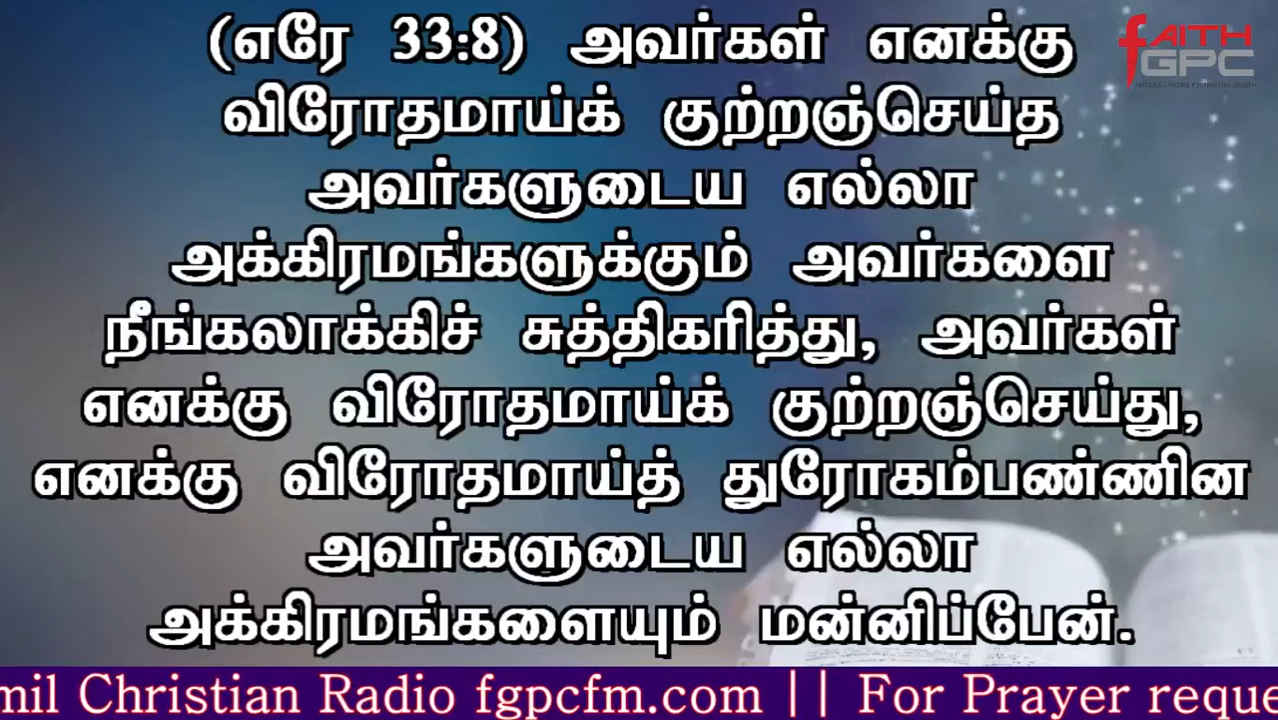 (எரே 33:8) அவர்கள் எனக்கு
விரோதமாய்க் குற்றஞ்செய்த
அவர்களுடைய எல்லா
அக்கிரமங்களுக்கும் அவர்களை
நீங்கலாக்கிச் சுத்திகரித்து, அவர்கள்
எனக்கு விரோதமாய்க் குற்றஞ்செய்து,
எனக்கு விரோதமாய்த் துரோகம்பண்ணின
அவர்களுடைய எல்லா
அக்கிரமங்களையும் மன்னிப்பேன்.
fAITH
GPC
mil Christian Radio fgpcfm.com || For Prayer reque